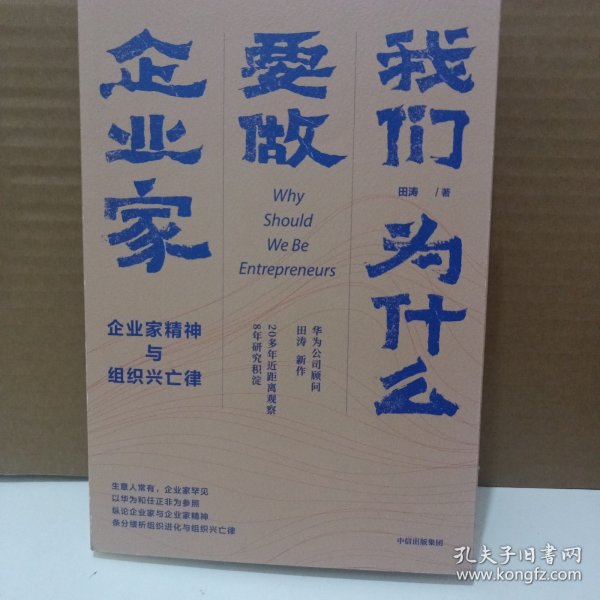 我们为什么
要做
企业家
田涛 / 著
Why
Should
We Be
Entrepreneurs
企业家精神
与
组织兴亡律
华为公司顾问
田涛 新作
20多年近距离观察
8年研究积淀
生意人常有，企业家罕见
以华为和任正非为参照
纵论企业家与企业家精神
条分缕析组织进化与组织兴亡律
中信出版集团
孔夫子旧书网
www.kongfz.com